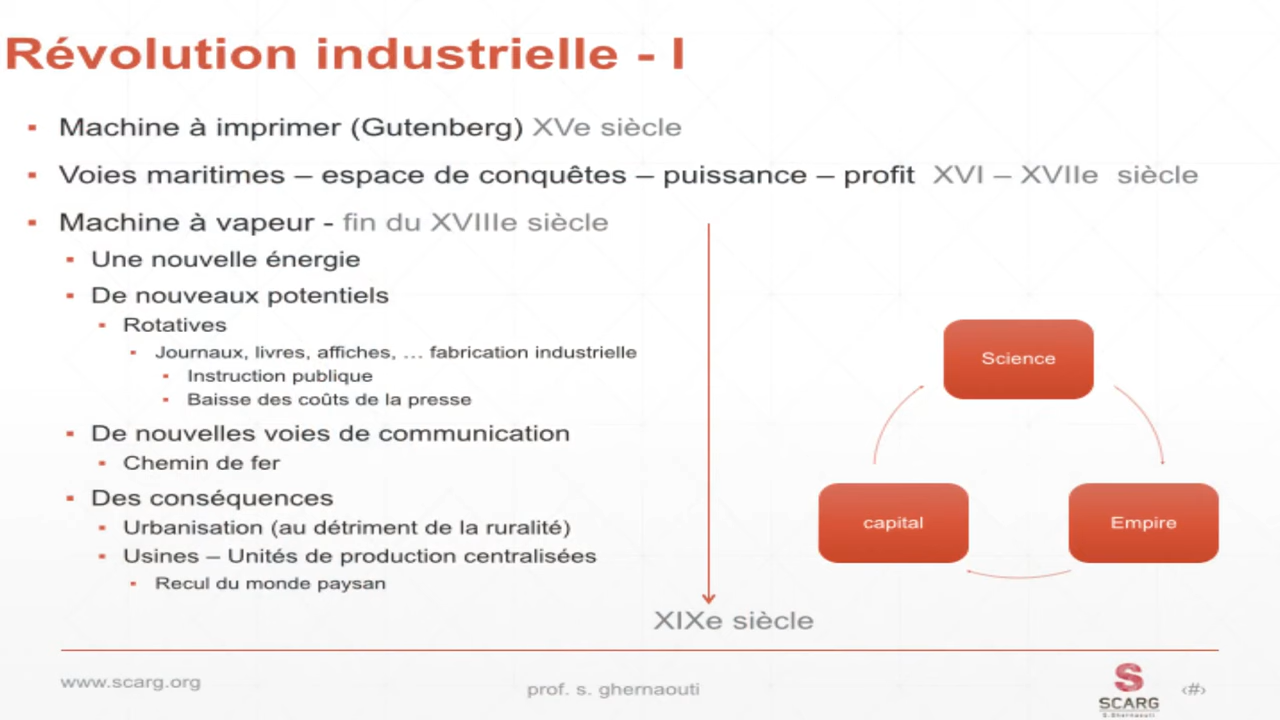 Révolution industrielle - I
Machine à imprimer (Gutenberg) XVe siècle
Voies maritimes – espace de conquêtes – puissance – profit XVI – XVIIe siècle
Machine à vapeur - fin du XVIIIe siècle
Une nouvelle énergie
De nouveaux potentiels
Rotatives
Journaux, livres, affiches, … fabrication industrielle
Instruction publique
Baisse des coûts de la presse
De nouvelles voies de communication
Chemin de fer
Des conséquences
Urbanisation (au détriment de la ruralité)
Usines – Unités de production centralisées
Recul du monde paysan
XIXe siècle
Science
capital
Empire
www.scarg.org
prof. s. ghernaouti
SCARG
S.Ghernaouti
‹#›